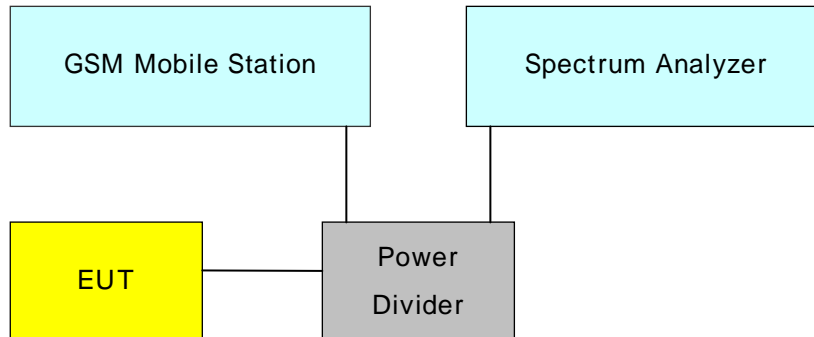 GSM Mobile Station
Spectrum Analyzer
EUT
Power
Divider